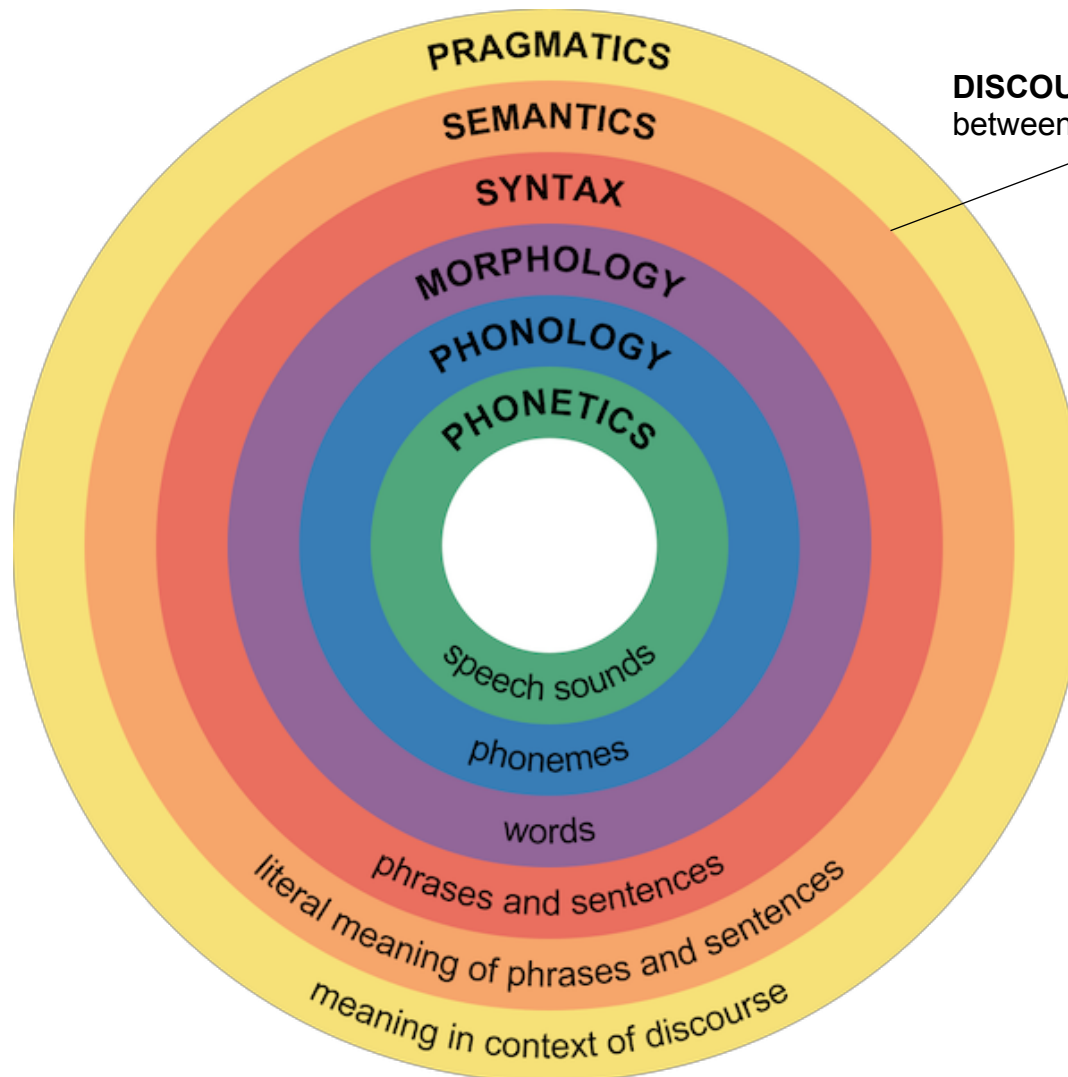 PRAGMATICS
SEMANTICS
SYNTAX
MORPHOLOGY
PHONOLOGY
PHONETICS
DISCOU
between
speech sounds
phonemes
words
phrases and sentences
literal meaning of phrases and sentences
meaning in context of discourse